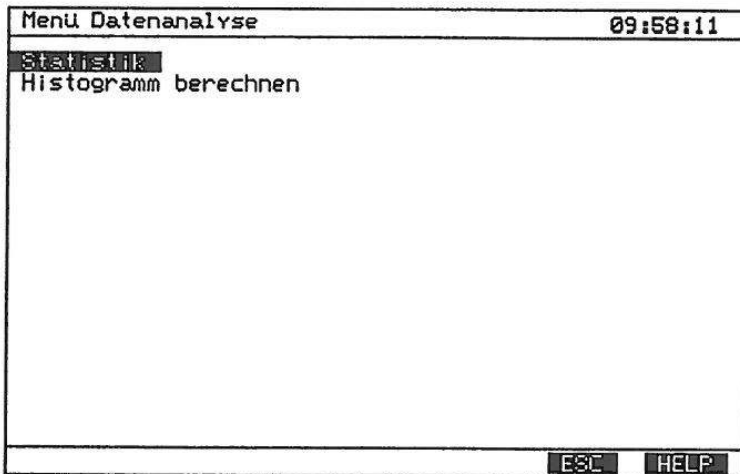 Menü Datenanalyse 09:58:11
Statistik
Histogramm berechnen
ESC HELP